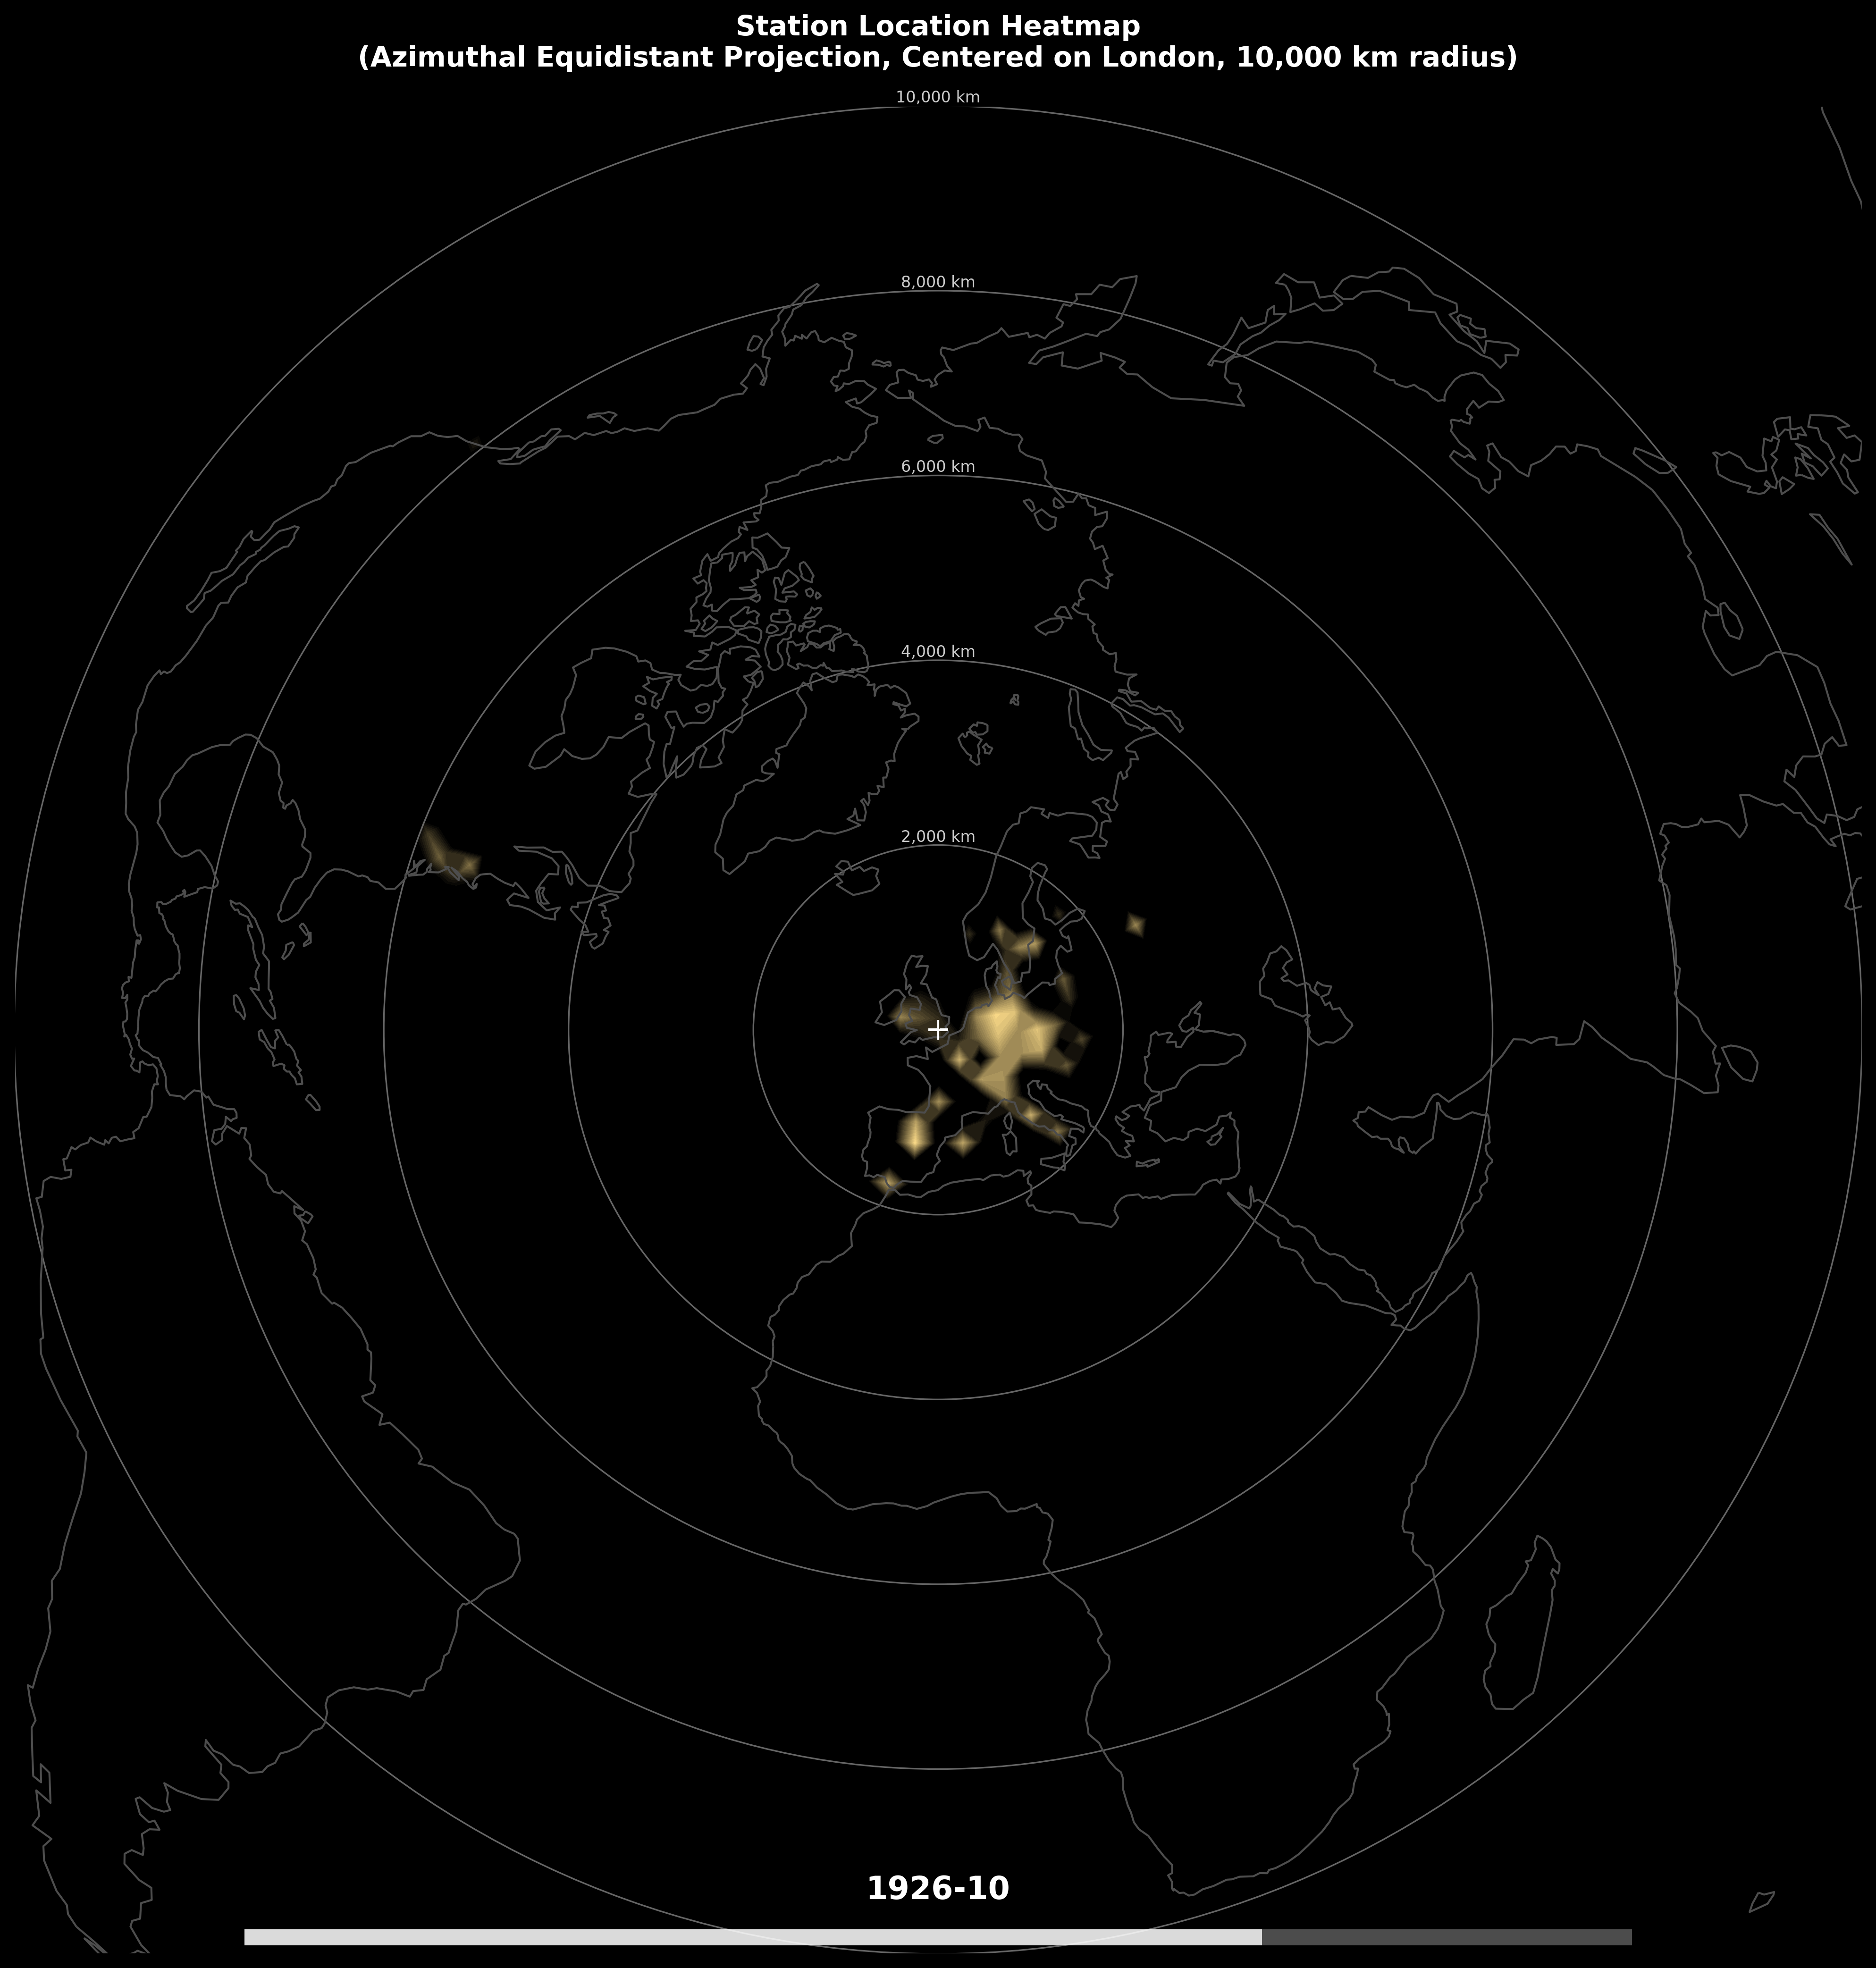 Station Location Heatmap
(Azimuthal Equidistant Projection, Centered on London, 10,000 km radius)
10,000 km
8,000 km
6,000 km
4,000 km
2,000 km
1926-10